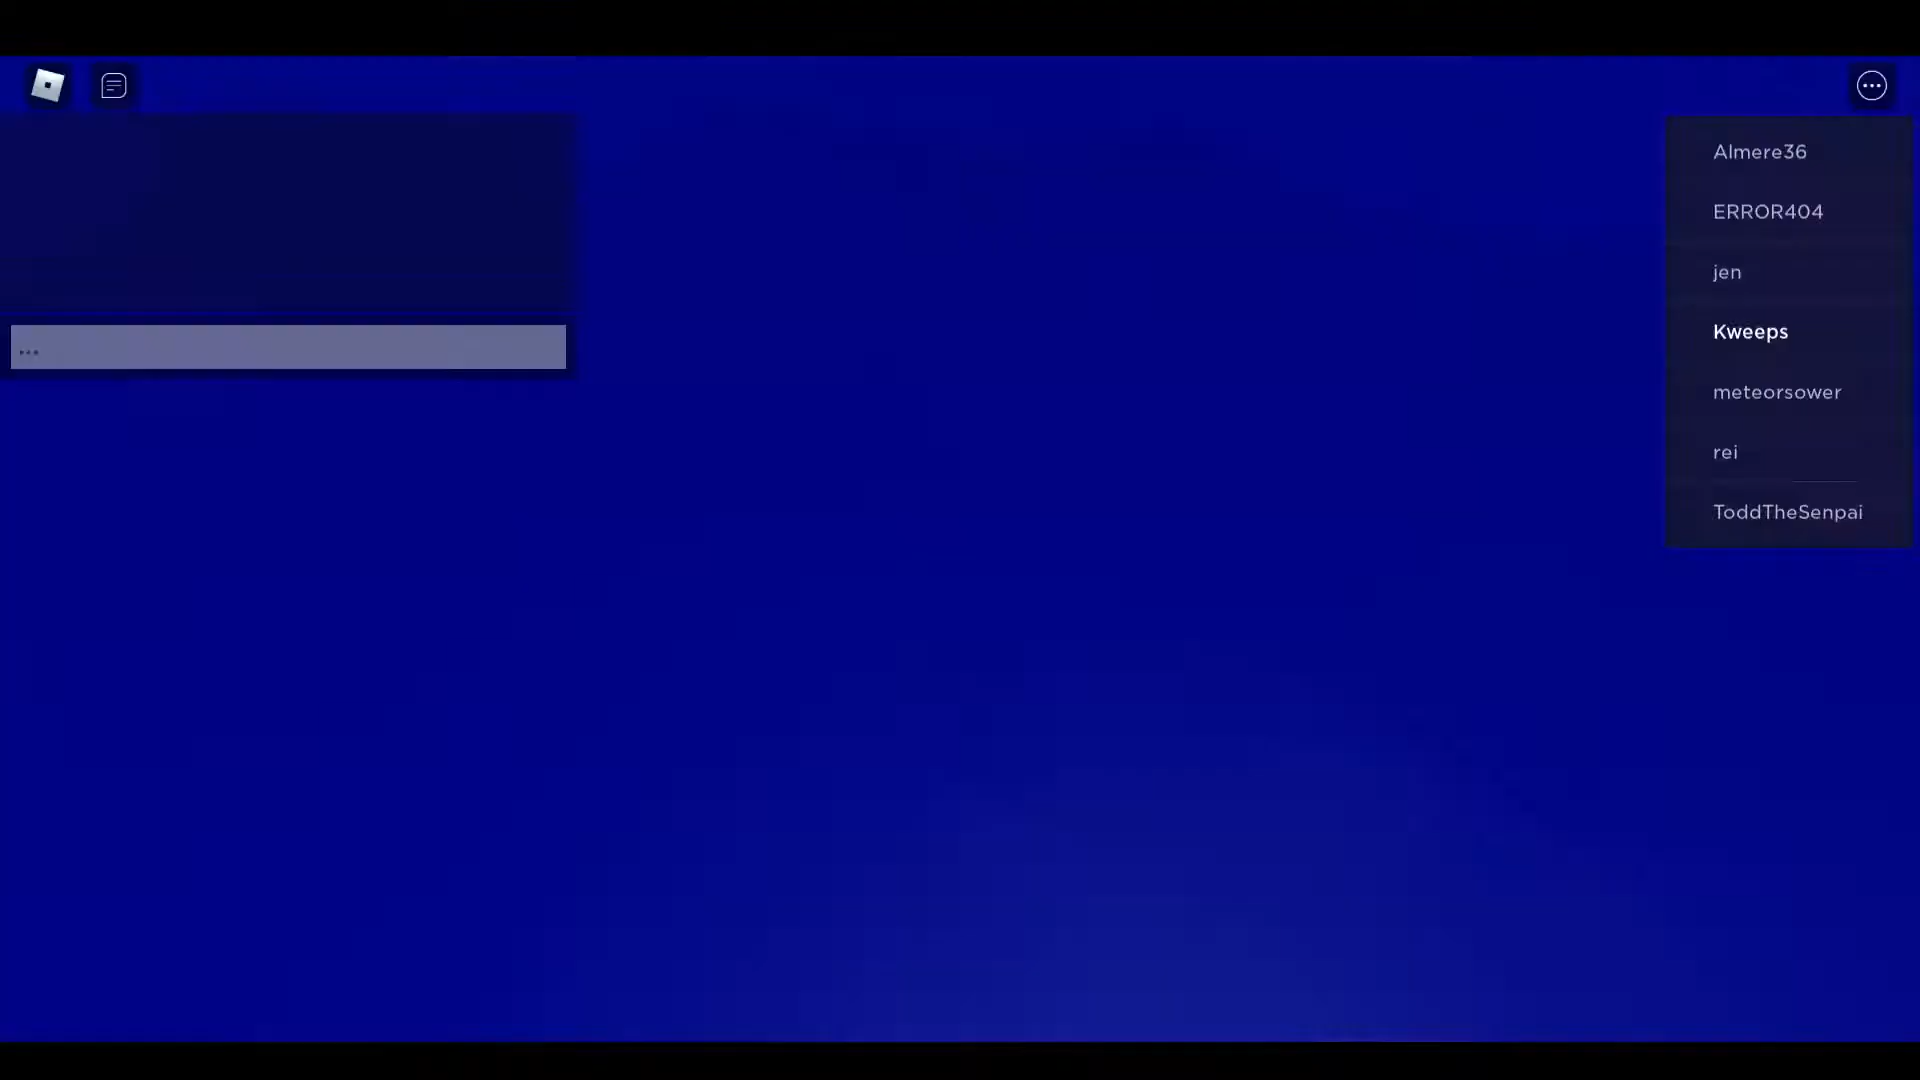 ...
Almere36
ERROR404
jen
Kweeps
meteorsower
rei
ToddTheSenpai